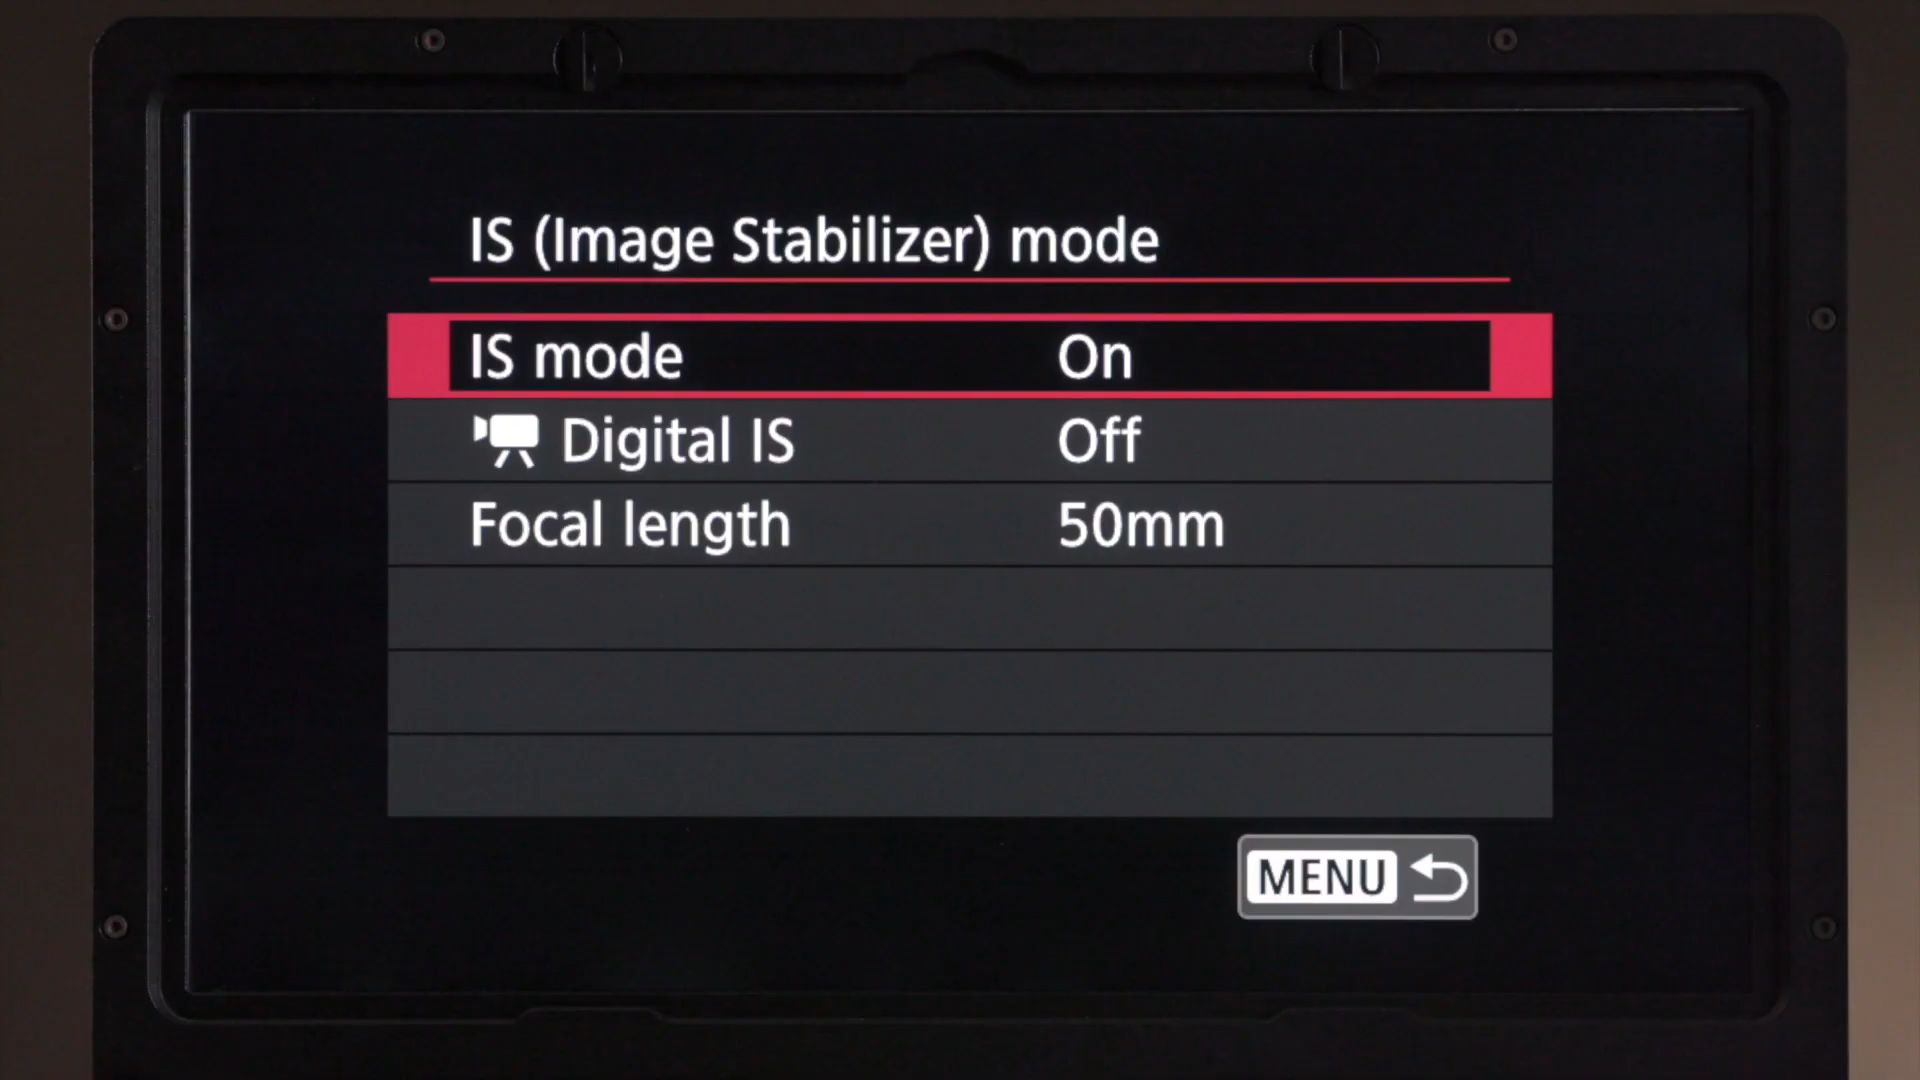 IS (Image Stabilizer) mode
IS mode On
Digital IS Off
Focal length 50mm
MENU